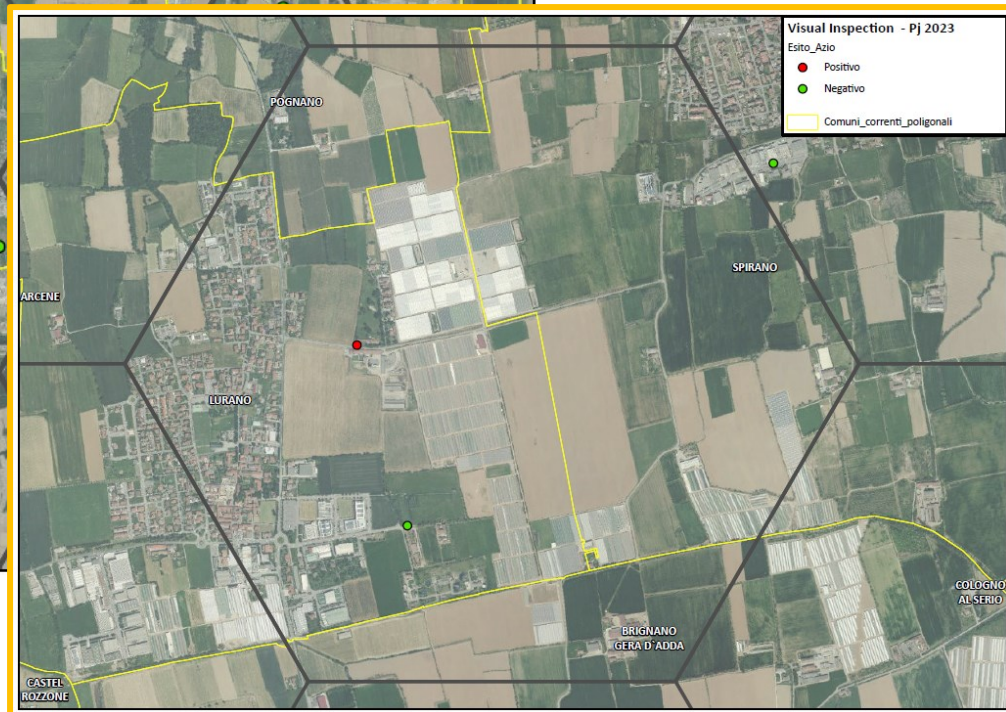 Visual Inspection - Pj 2023
Esito_Azio
Positivo
Negativo
Comuni_correnti_poligonali
POGNANO
SPIRANO
ARCENE
LURANO
COLOGNO
AL SERIO
BRIGNANO
GERA D`ADDA
CASTEL
ROZZONE